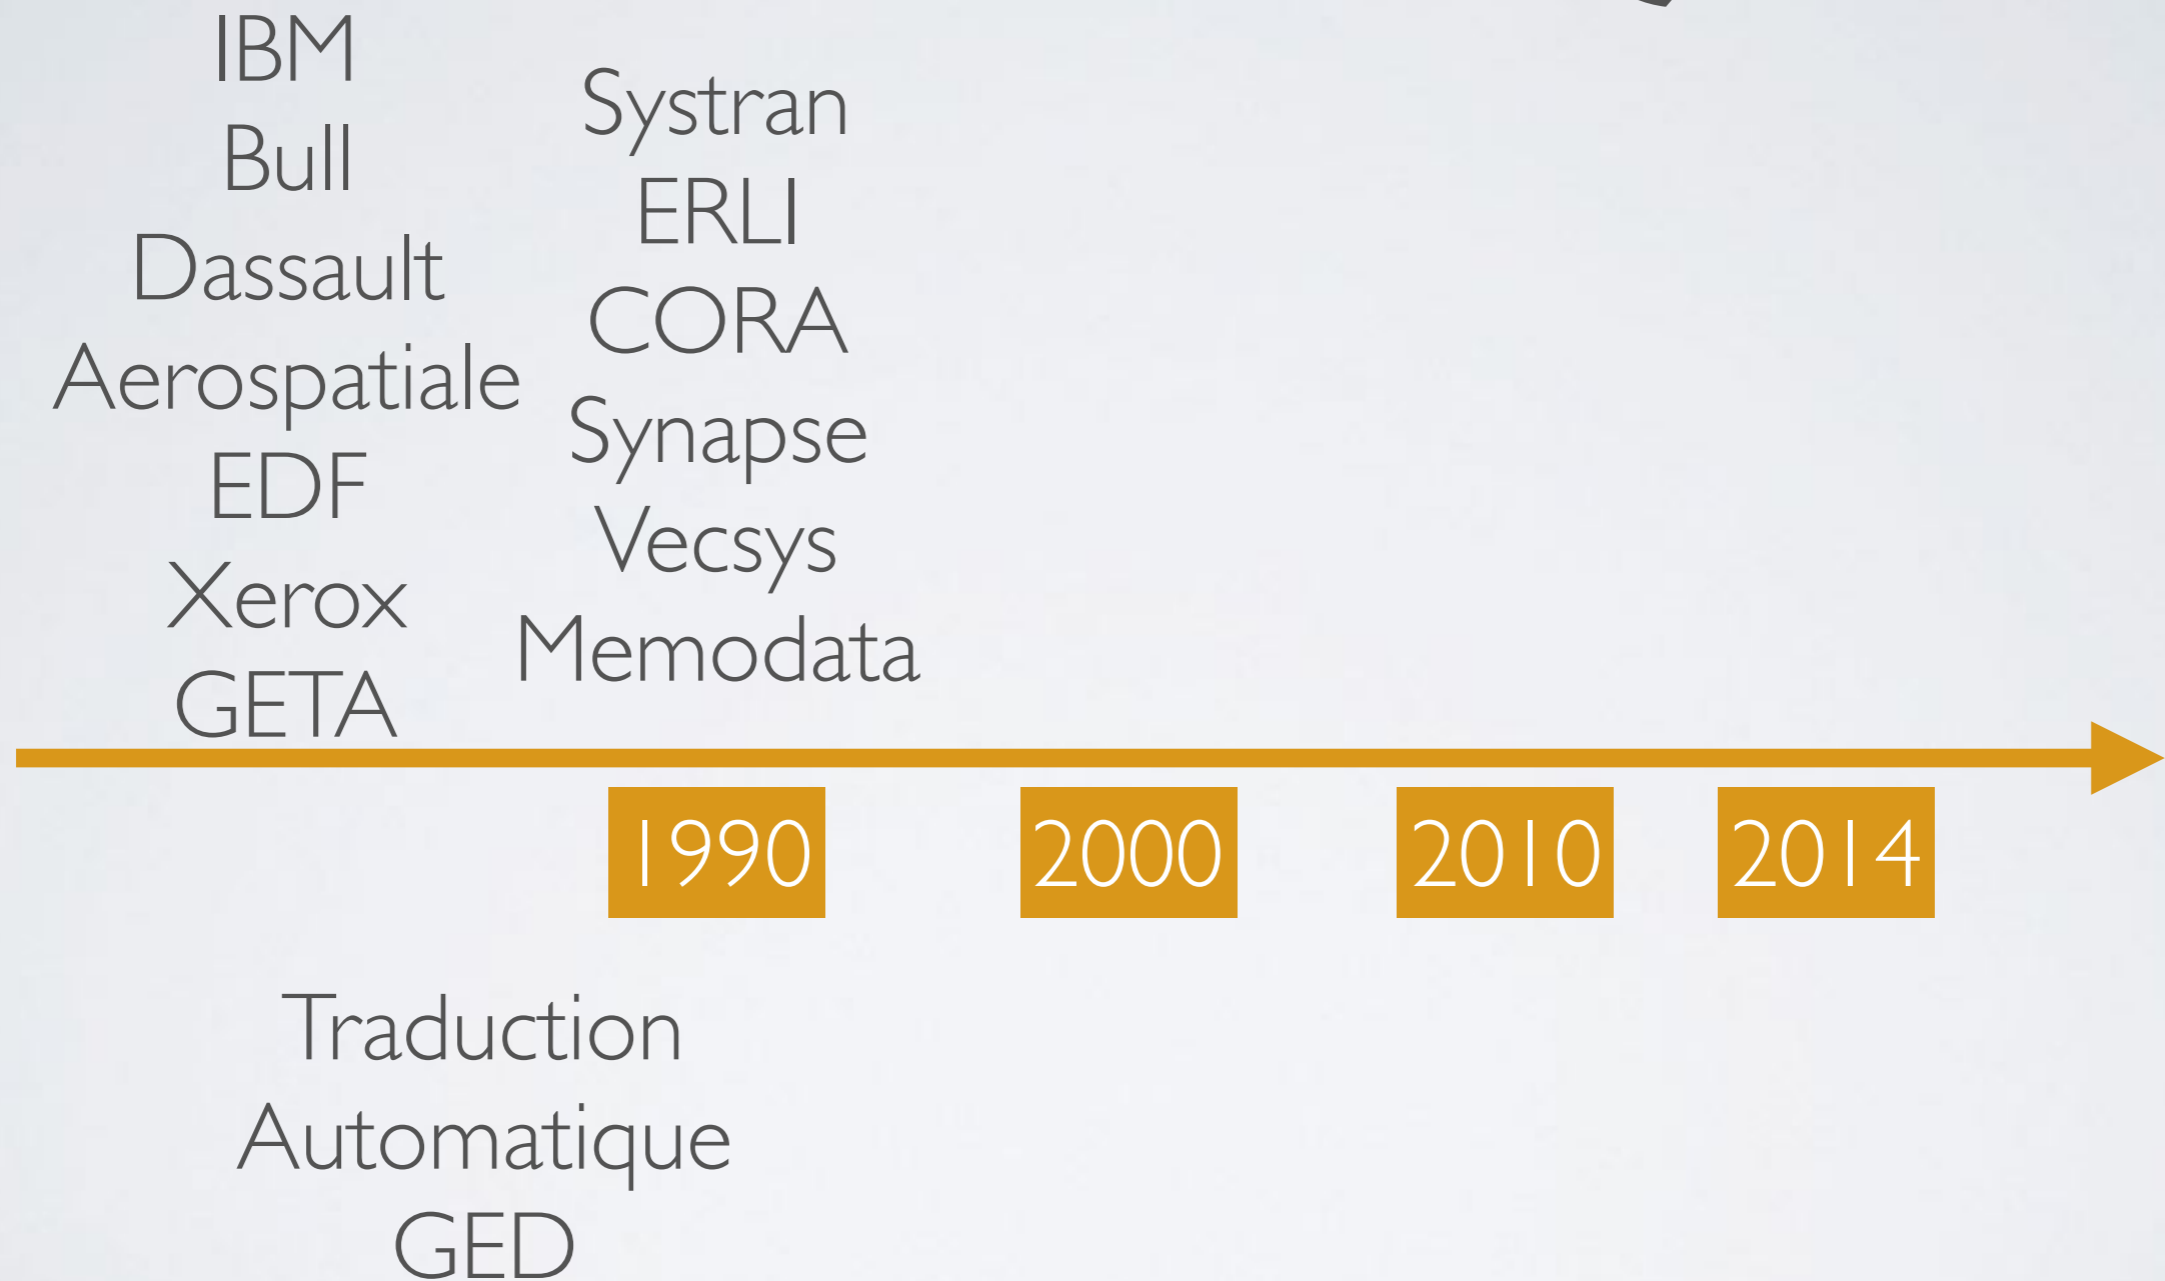 IBM
Bull
Dassault
Aerospatiale
EDF
Xerox
GETA
Systran
ERLI
CORA
Synapse
Vecsys
Memodata
1990
2000
2010
2014
Traduction
Automatique
GED